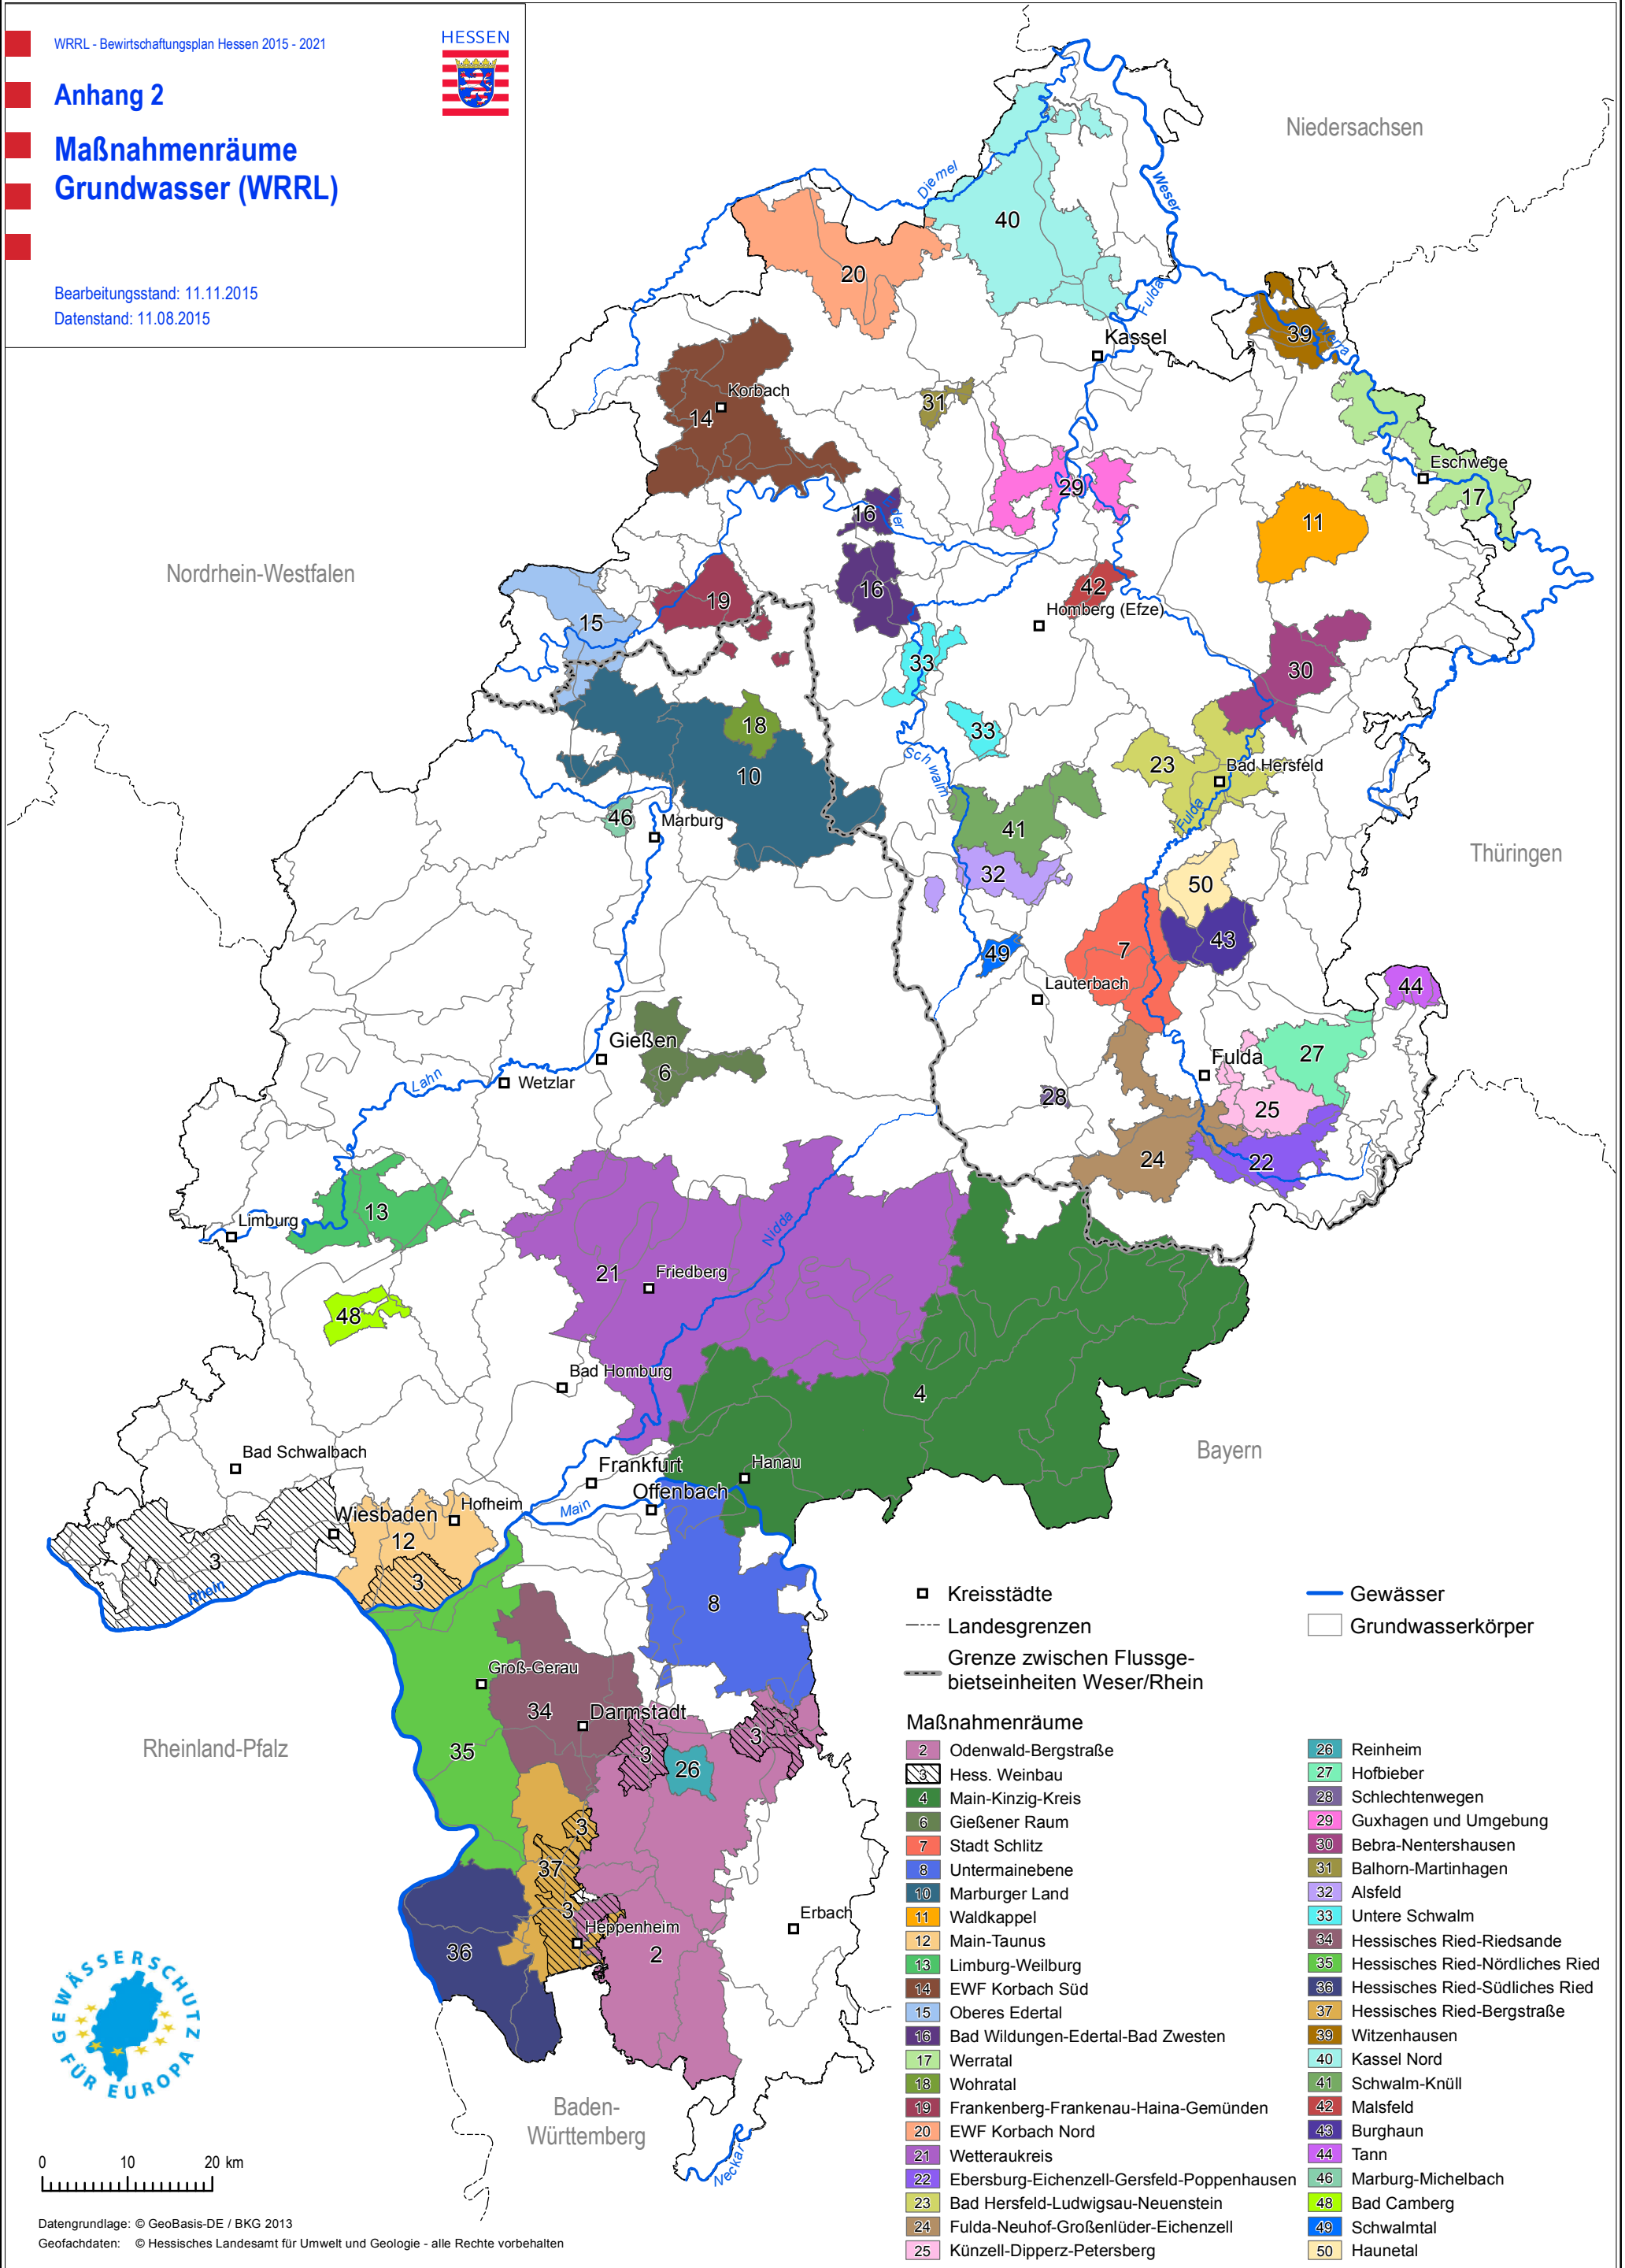 WRRL - Bewirtschaftungsplan Hessen 2015 - 2021
HESSEN
Anhang 2
Maßnahmenräume
Grundwasser (WRRL)
Bearbeitungsstand: 11.11.2015
Datenstand: 11.08.2015
Niedersachsen
Diemel
Weser
40
20
Fulda
39
Werra
Kassel
Korbach
14
31
Eschwege
17
29
16
Eder
11
Nordrhein-Westfalen
16
42
19
Homberg (Efze)
15
33
30
18
33
10
Schwalm
23
Bad Hersfeld
46
Marburg
Fulda
41
Thüringen
32
50
43
7
49
44
Lauterbach
Gießen
6
Wetzlar
Lahn
Fulda
27
28
25
24
22
13
Limburg
Nidda
21
Friedberg
48
Bad Homburg
4
Bad Schwalbach
Bayern
Frankfurt
Hanau
Offenbach
Main
Wiesbaden
Hofheim
12
3
3
Rhein
8
Groß-Gerau
34
Darmstadt
Rheinland-Pfalz
35
3
3
26
3
37
3
Heppenheim
Erbach
36
2
Baden-
Württemberg
Neckar
Kreisstädte
Landesgrenzen
Grenze zwischen Flussge-
bietseinheiten Weser/Rhein
Gewässer
Grundwasserkörper
Maßnahmenräume
2 Odenwald-Bergstraße
3 Hess. Weinbau
4 Main-Kinzig-Kreis
6 Gießener Raum
7 Stadt Schlitz
8 Untermainebene
10 Marburger Land
11 Waldkappel
12 Main-Taunus
13 Limburg-Weilburg
14 EWF Korbach Süd
15 Oberes Edertal
16 Bad Wildungen-Edertal-Bad Zwesten
17 Werratal
18 Wohratal
19 Frankenberg-Frankenau-Haina-Gemünden
20 EWF Korbach Nord
21 Wetteraukreis
22 Ebersburg-Eichenzell-Gersfeld-Poppenhausen
23 Bad Hersfeld-Ludwigsau-Neuenstein
24 Fulda-Neuhof-Großenlüder-Eichenzell
25 Künzell-Dipperz-Petersberg
26 Reinheim
27 Hofbieber
28 Schlechtenwegen
29 Guxhagen und Umgebung
30 Bebra-Nentershausen
31 Balhorn-Martinhagen
32 Alsfeld
33 Untere Schwalm
34 Hessisches Ried-Riedsande
35 Hessisches Ried-Nördliches Ried
36 Hessisches Ried-Südliches Ried
37 Hessisches Ried-Bergstraße
39 Witzenhausen
40 Kassel Nord
41 Schwalm-Knüll
42 Malsfeld
43 Burghaun
44 Tann
46 Marburg-Michelbach
48 Bad Camberg
49 Schwalmtal
50 Haunetal
GEWÄSSERSCHUTZ
FÜR EUROPA
0 10 20 km
Datengrundlage: © GeoBasis-DE / BKG 2013
Geofachdaten: © Hessisches Landesamt für Umwelt und Geologie - alle Rechte vorbehalten